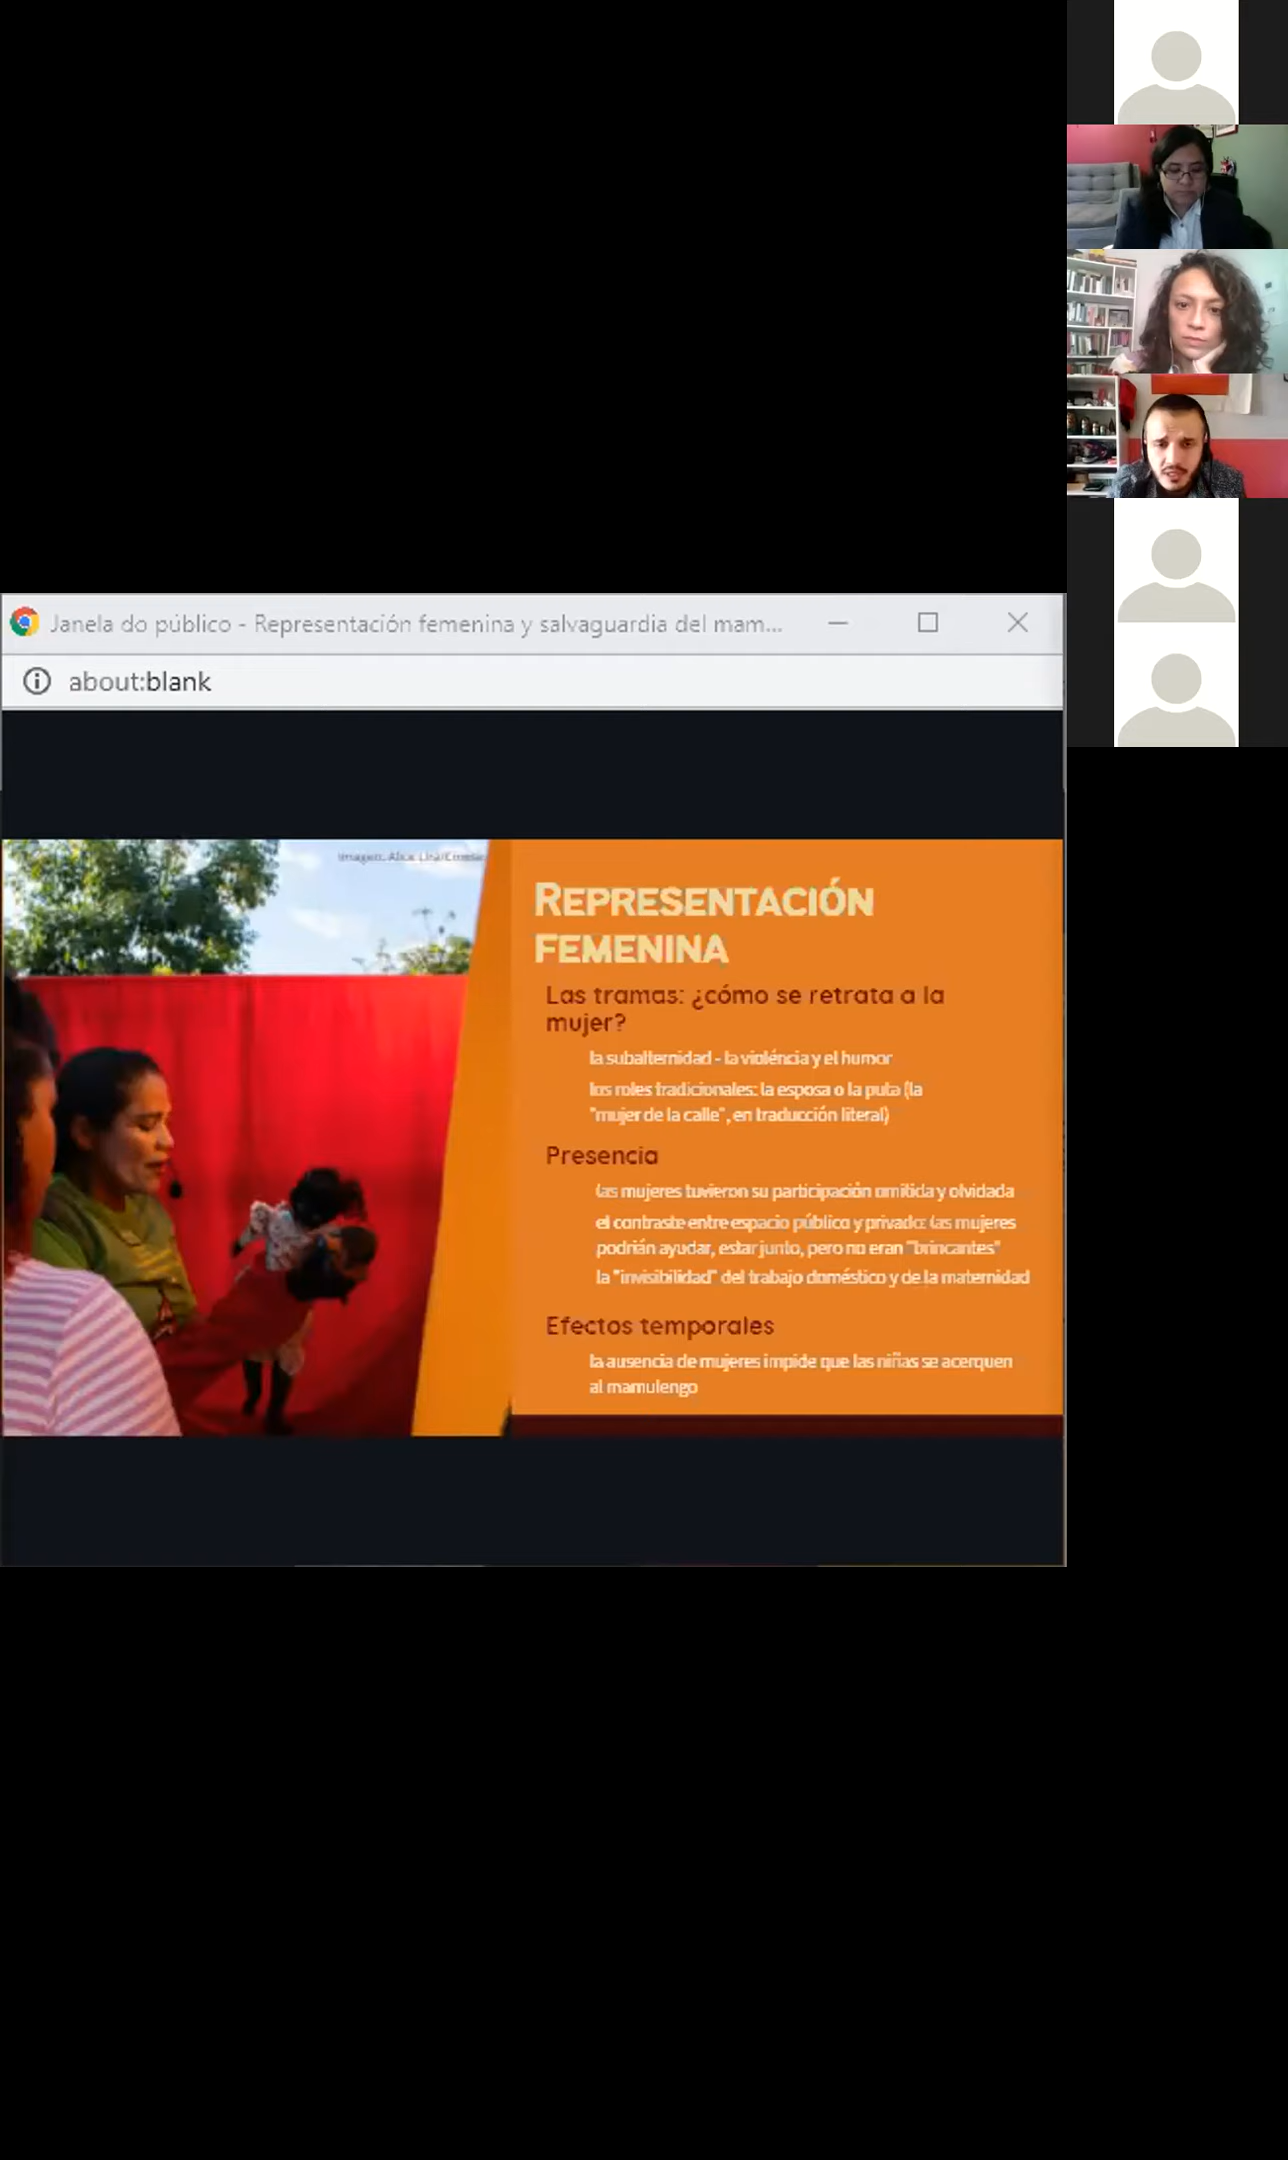 Janela do público - Representación femenina y salvaguardia del mam...
about:blank
Imagen: Alice
REPRESENTACIÓN
FEMENINA
Las tramas: ¿cómo se retrata a la
mujer?
la subalternidad - la violéncia y el humor
los roles tradicionales: la esposa o la puta (la
"mujer de la calle", en traducción literal)
Presencia
las mujeres tuvieron su participación omitida y olvidada
el contraste entre espacio público y privado: las mujeres
podrián ayudar, estar junto, pero no eran "brincantes"
la "invisibilidad" del trabajo doméstico y de la maternidad
Efectos temporales
la ausencia de mujeres impide que las niñas se acerquen
al mamulengo